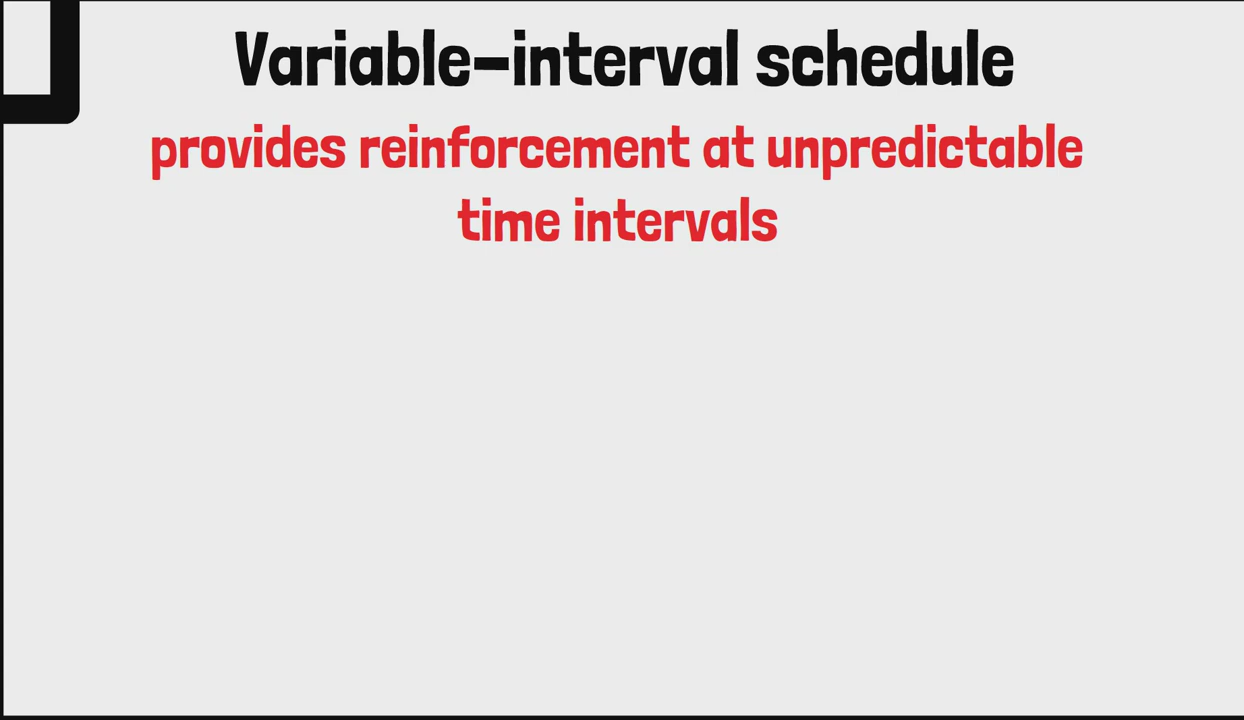 Variable-interval schedule
provides reinforcement at unpredictable
time intervals